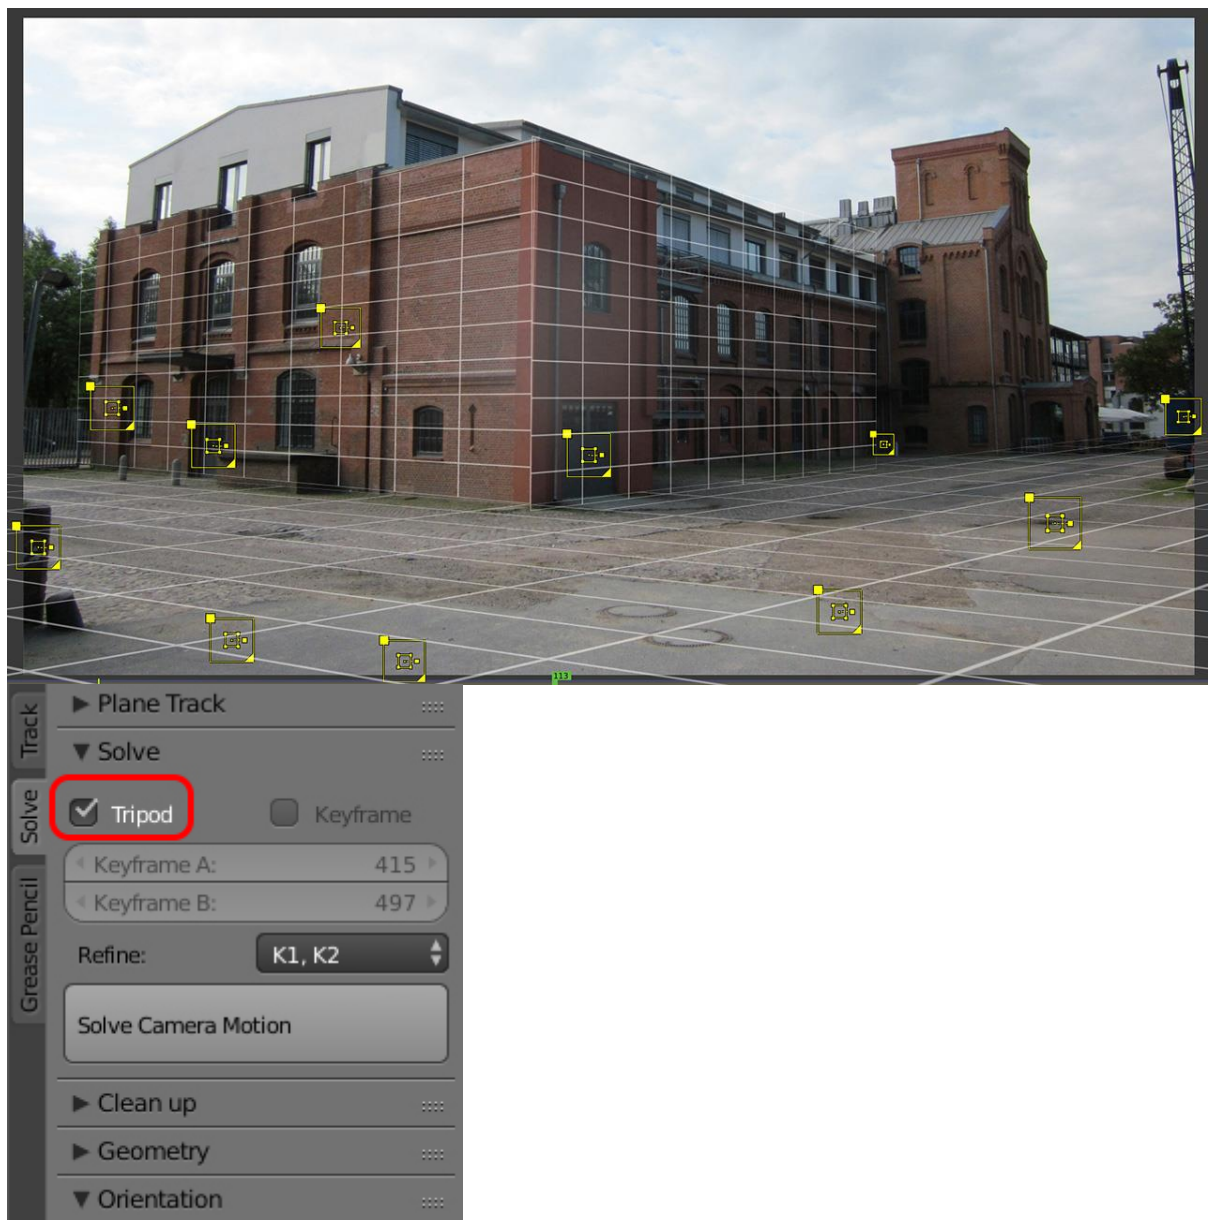 113
Track
Solve
Grease Pencil
Plane Track
Solve
Tripod
Keyframe
Keyframe A: 415
Keyframe B: 497
Refine: K1, K2
Solve Camera Motion
Clean up
Geometry
Orientation